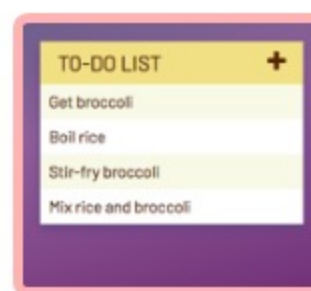 TO-DO LIST +
Get broccoli
Boil rice
Stir-fry broccoli
Mix rice and broccoli